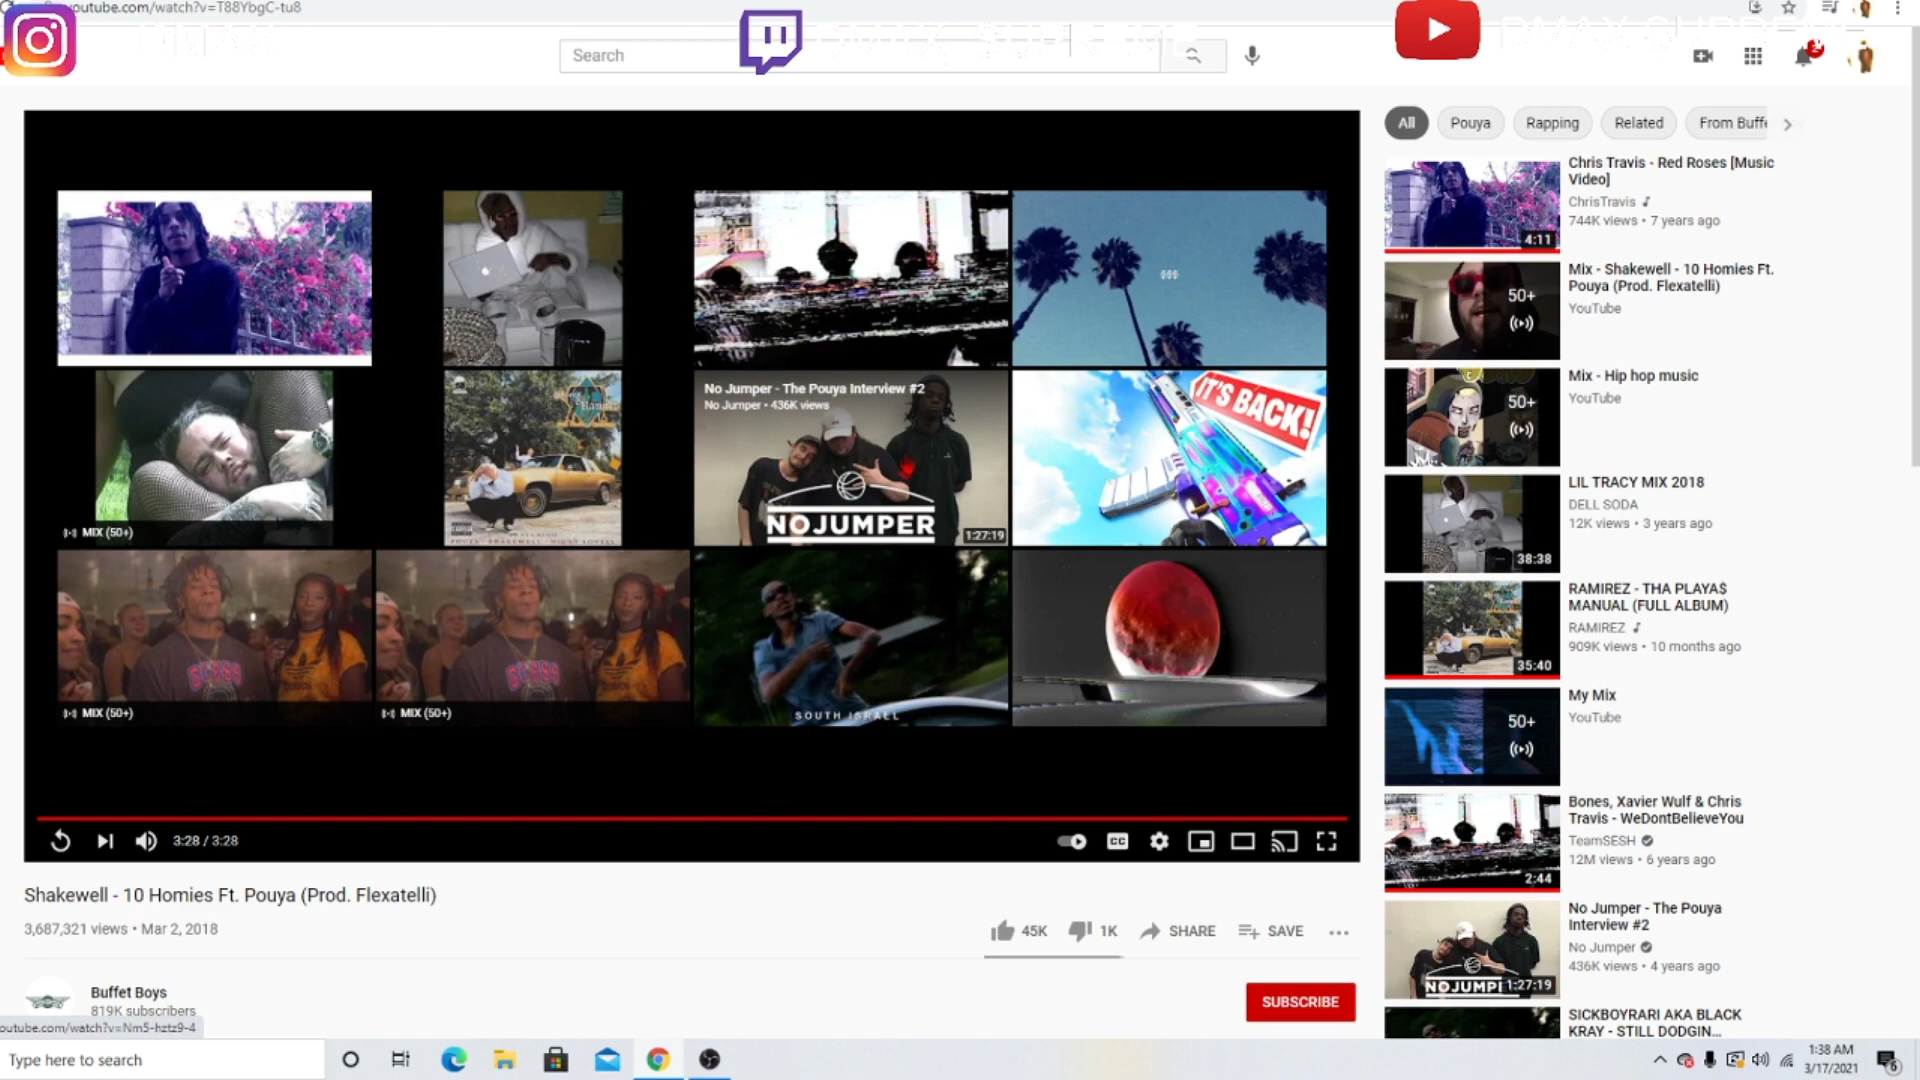 youtube.com/watch?v=T88YbgC-tu8
Search
2
All
Pouya
Rapping
Related
From Buffe
IT'S BACK!
No Jumper - The Pouya Interview #2
No Jumper • 436K views
NOJUMPER
1:27:19
MIX (50+)
MIX (50+)
MIX (50+)
SOUTH ISRAEL
3:28 / 3:28
CC
Shakewell - 10 Homies Ft. Pouya (Prod. Flexatelli)
3,687,321 views • Mar 2, 2018
45K
1K
SHARE
SAVE
Buffet Boys
819K subscribers
SUBSCRIBE
outube.com/watch?v=Nm5-hztz9-4
Chris Travis - Red Roses [Music
Video]
ChrisTravis
744K views • 7 years ago
4:11
Mix - Shakewell - 10 Homies Ft.
Pouya (Prod. Flexatelli)
YouTube
50+
Mix - Hip hop music
YouTube
50+
LIL TRACY MIX 2018
DELL SODA
12K views • 3 years ago
38:38
RAMIREZ - THA PLAYA$
MANUAL (FULL ALBUM)
RAMIREZ
909K views • 10 months ago
35:40
My Mix
YouTube
50+
Bones, Xavier Wulf & Chris
Travis - WeDontBelieveYou
TeamSESH
12M views • 6 years ago
2:44
No Jumper - The Pouya
Interview #2
No Jumper
436K views • 4 years ago
NOJUMPE
1:27:19
SICKBOYRARI AKA BLACK
KRAY - STILL DODGIN...
Type here to search
1:38 AM
3/17/2021
6